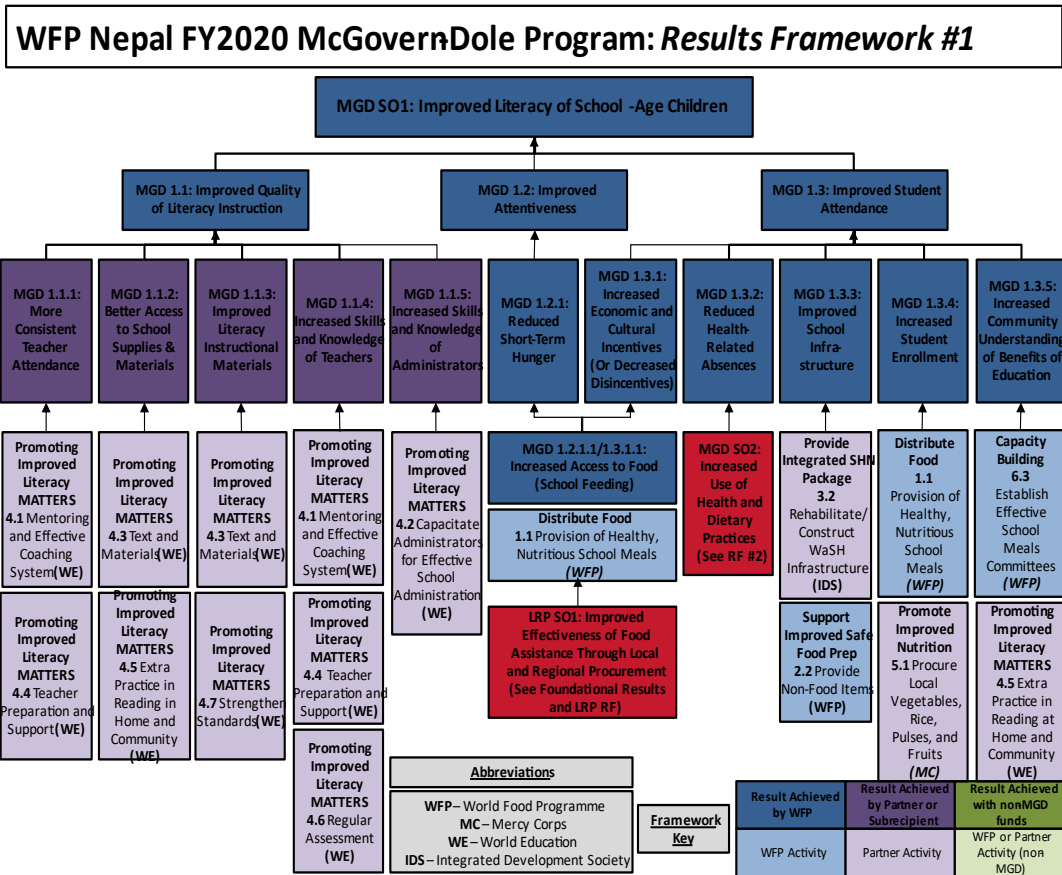 WFP Nepal FY2020 McGovern-Dole Program: Results Framework #1
MGD SO1: Improved Literacy of School -Age Children
MGD 1.1: Improved Quality
of Literacy Instruction
MGD 1.2: Improved
Attentiveness
MGD 1.3: Improved Student
Attendance
MGD 1.1.1:
More
Consistent
Teacher
Attendance
MGD 1.1.2:
Better Access
to School
Supplies &
Materials
MGD 1.1.3:
Improved
Literacy
Instructional
Materials
MGD 1.1.4:
Increased Skills
and Knowledge
of Teachers
MGD 1.1.5:
Increased Skills
and Knowledge
of
Administrators
MGD 1.2.1:
Reduced
Short-Term
Hunger
MGD 1.3.1:
Increased
Economic and
Cultural
Incentives
(Or Decreased
Disincentives)
MGD 1.3.2:
Reduced
Health-
Related
Absences
MGD 1.3.3:
Improved
School
Infra-
structure
MGD 1.3.4:
Increased
Student
Enrollment
MGD 1.3.5:
Increased
Community
Understanding
of Benefits of
Education
Promoting
Improved
Literacy
MATTERS
4.1 Mentoring
and Effective
Coaching
System(WE)
Promoting
Improved
Literacy
MATTERS
4.3 Text and
Materials(WE)
Promoting
Improved
Literacy
MATTERS
4.3 Text and
Materials(WE)
Promoting
Improved
Literacy
MATTERS
4.1 Mentoring
and Effective
Coaching
System(WE)
Promoting
Improved
Literacy
MATTERS
4.2 Capacitate
Administrators
for Effective
School
Administration
(WE)
MGD 1.2.1.1/1.3.1.1:
Increased Access to Food
(School Feeding)
Distribute Food
1.1 Provision of Healthy,
Nutritious School Meals
(WFP)
LRP SO1: Improved
Effectiveness of Food
Assistance Through Local
and Regional Procurement
(See Foundational Results
and LRP RF)
MGD SO2:
Increased
Use of
Health and
Dietary
Practices
(See RF #2)
Provide
Integrated SHN
Package
3.2
Rehabilitate/
Construct
WaSH
Infrastructure
(IDS)
Distribute
Food
1.1
Provision of
Healthy,
Nutritious
School
Meals
(WFP)
Capacity
Building
6.3
Establish
Effective
School
Meals
Committees
(WFP)
Promoting
Improved
Literacy
MATTERS
4.4 Teacher
Preparation and
Support(WE)
Promoting
Improved
Literacy
MATTERS
4.5 Extra
Practice in
Reading in
Home and
Community
(WE)
Promoting
Improved
Literacy
MATTERS
4.7 Strengthen
Standards(WE)
Promoting
Improved
Literacy
MATTERS
4.4 Teacher
Preparation and
Support(WE)
Support
Improved Safe
Food Prep
2.2 Provide
Non-Food Items
(WFP)
Promote
Improved
Nutrition
5.1 Procure
Local
Vegetables,
Rice,
Pulses, and
Fruits
(MC)
Promoting
Improved
Literacy
MATTERS
4.5 Extra
Practice in
Reading at
Home and
Community
(WE)
Promoting
Improved
Literacy
MATTERS
4.6 Regular
Assessment
(WE)
Abbreviations
WFP – World Food Programme
MC – Mercy Corps
WE – World Education
IDS – Integrated Development Society
Framework
Key
Result Achieved
by WFP
Result Achieved
by Partner or
Subrecipient
Result Achieved
with non-MGD
funds
WFP Activity
Partner Activity
WFP or Partner
Activity (non-
MGD)